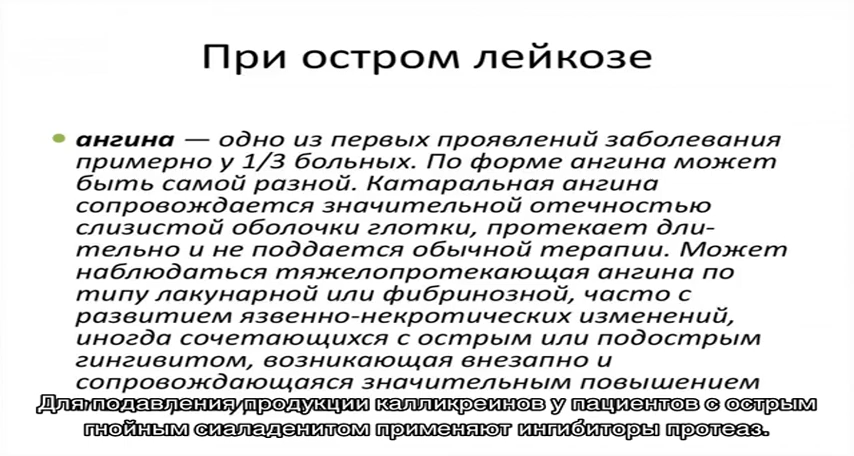 При остром лейкозе
ангина — одно из первых проявлений заболевания
примерно у 1/3 больных. По форме ангина может
быть самой разной. Катаральная ангина
сопровождается значительной отечностью
слизистой оболочки глотки, протекает дли-
тельно и не поддается обычной терапии. Может
наблюдаться тяжелопротекающая ангина по
типу лакунарной или фибринозной, часто с
развитием язвенно-некротических изменений,
иногда сочетающихся с острым или подострым
гингивитом, возникающая внезапно и
сопровождающаяся значительным повышением
Для подавления продукции калликреинов у пациентов с острым
гнойным сиаладенитом применяют ингибиторы протеаз.